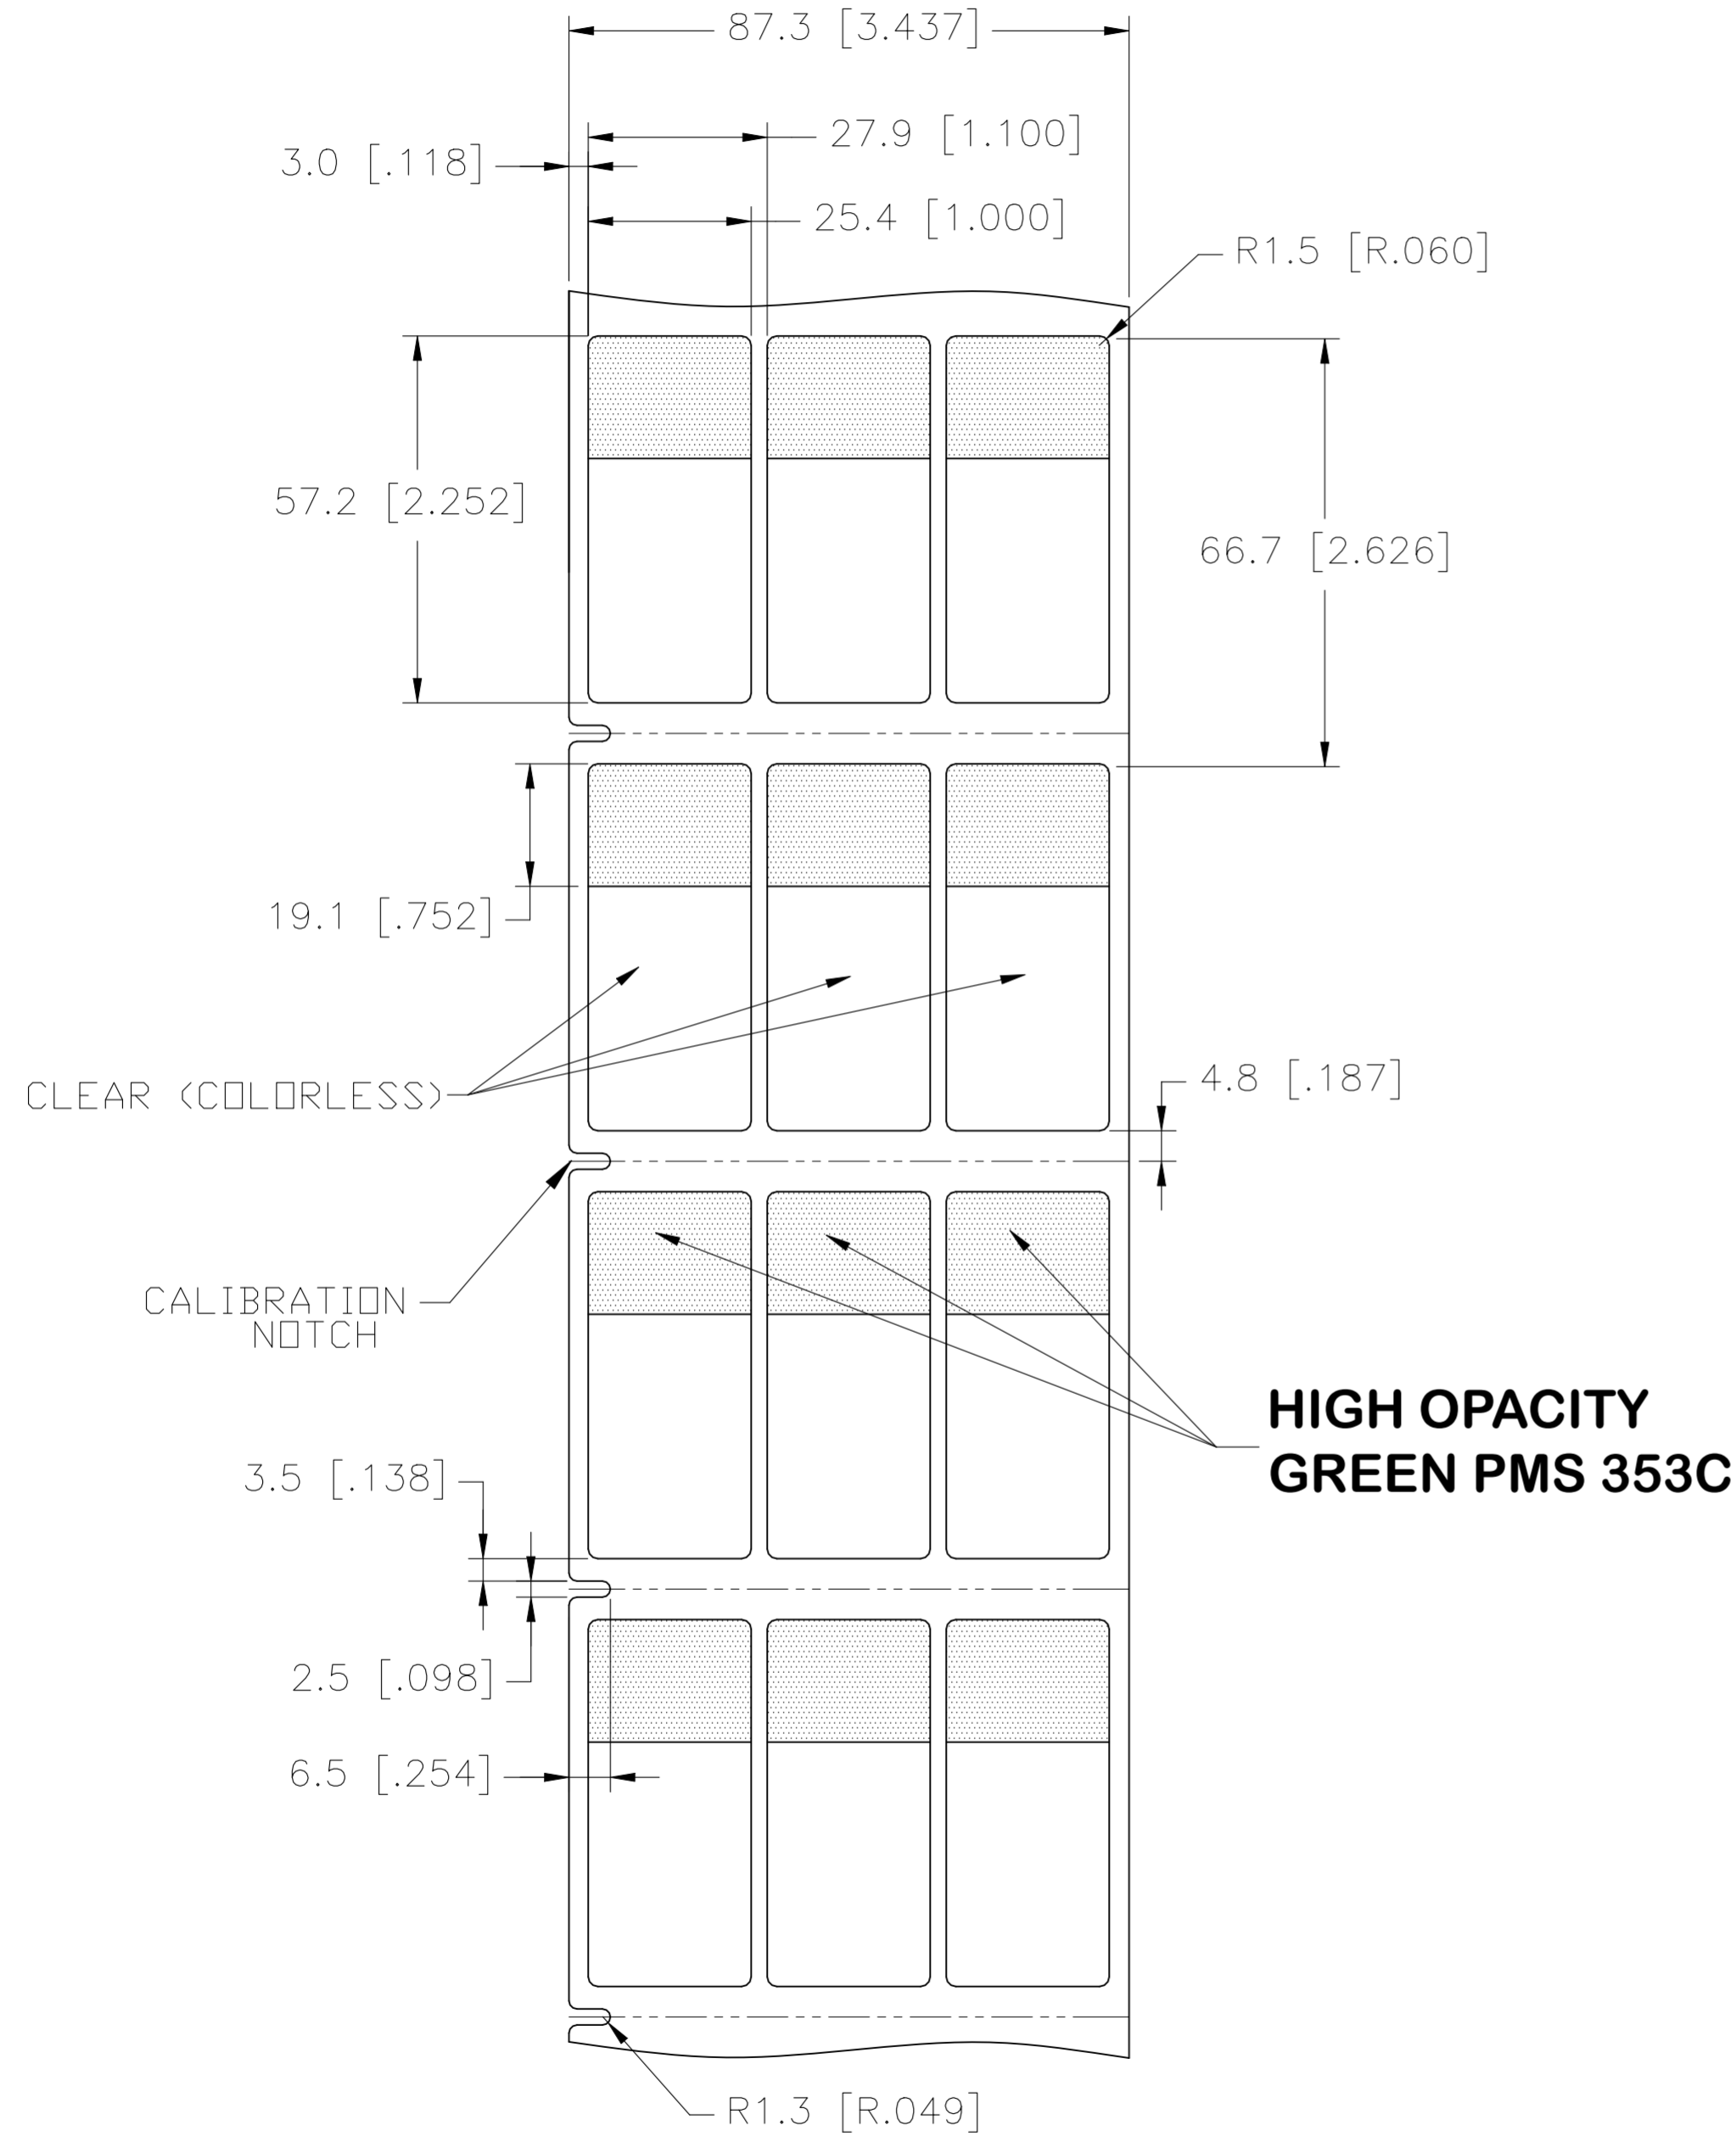 87.3 [3.437]
27.9 [1.100]
3.0 [.118]
25.4 [1.000]
R1.5 [R.060]
57.2 [2.252]
66.7 [2.626]
19.1 [.752]
CLEAR (COLORLESS)
4.8 [.187]
CALIBRATION
NOTCH
HIGH OPACITY
GREEN PMS 353C
3.5 [.138]
2.5 [.098]
6.5 [.254]
R1.3 [R.049]